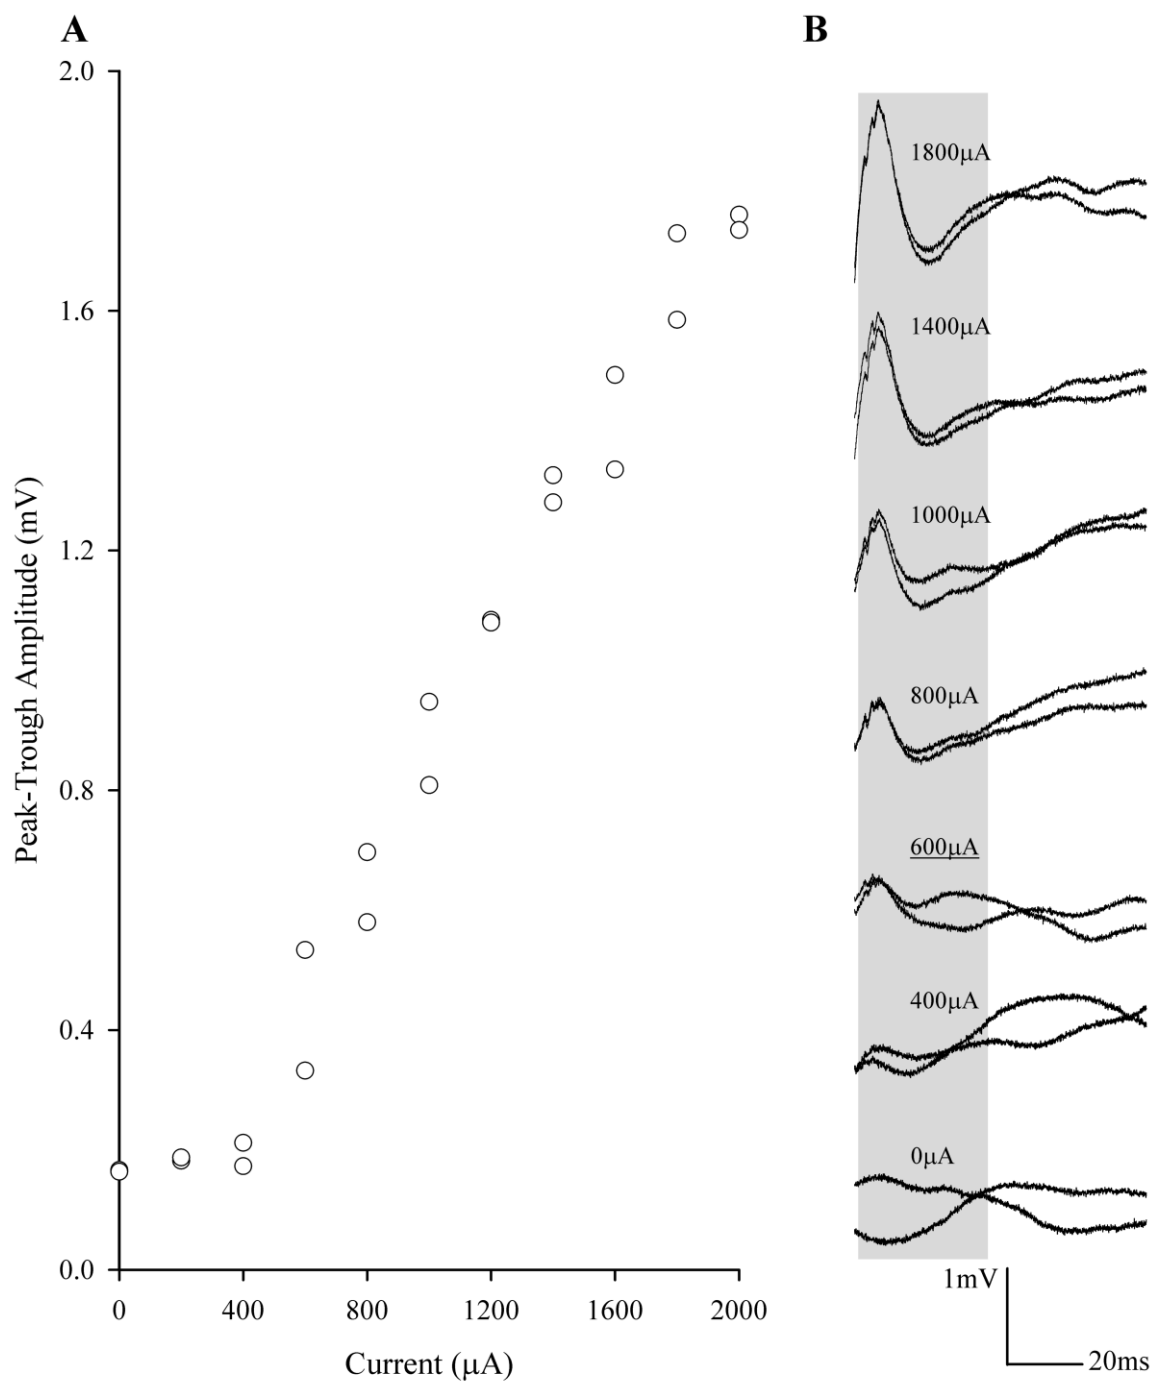 A
B
2.0
1.6
1.2
0.8
0.4
0.0
Peak-Trough Amplitude (mV)
0 400 800 1200 1600 2000
Current (μA)
1800μA
1400μA
1000μA
800μA
600μA
400μA
0μA
1mV
20ms